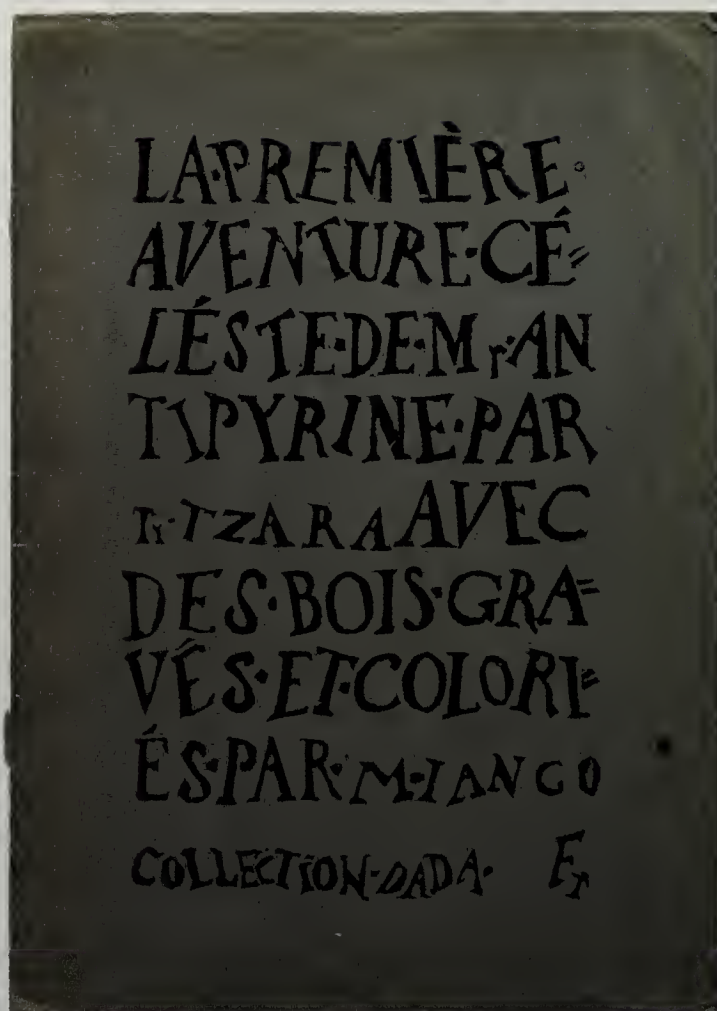 LA·PREMIÈRE·
AVENTURE·CÉ=
LÉSTE·DE·Mr·AN
TIPYRINE·PAR
Tr·TZARA AVEC
DES·BOIS·GRA=
VÉS·ET·COLORI=
ÉS·PAR·M·IANCO
COLLECTION·DADA·